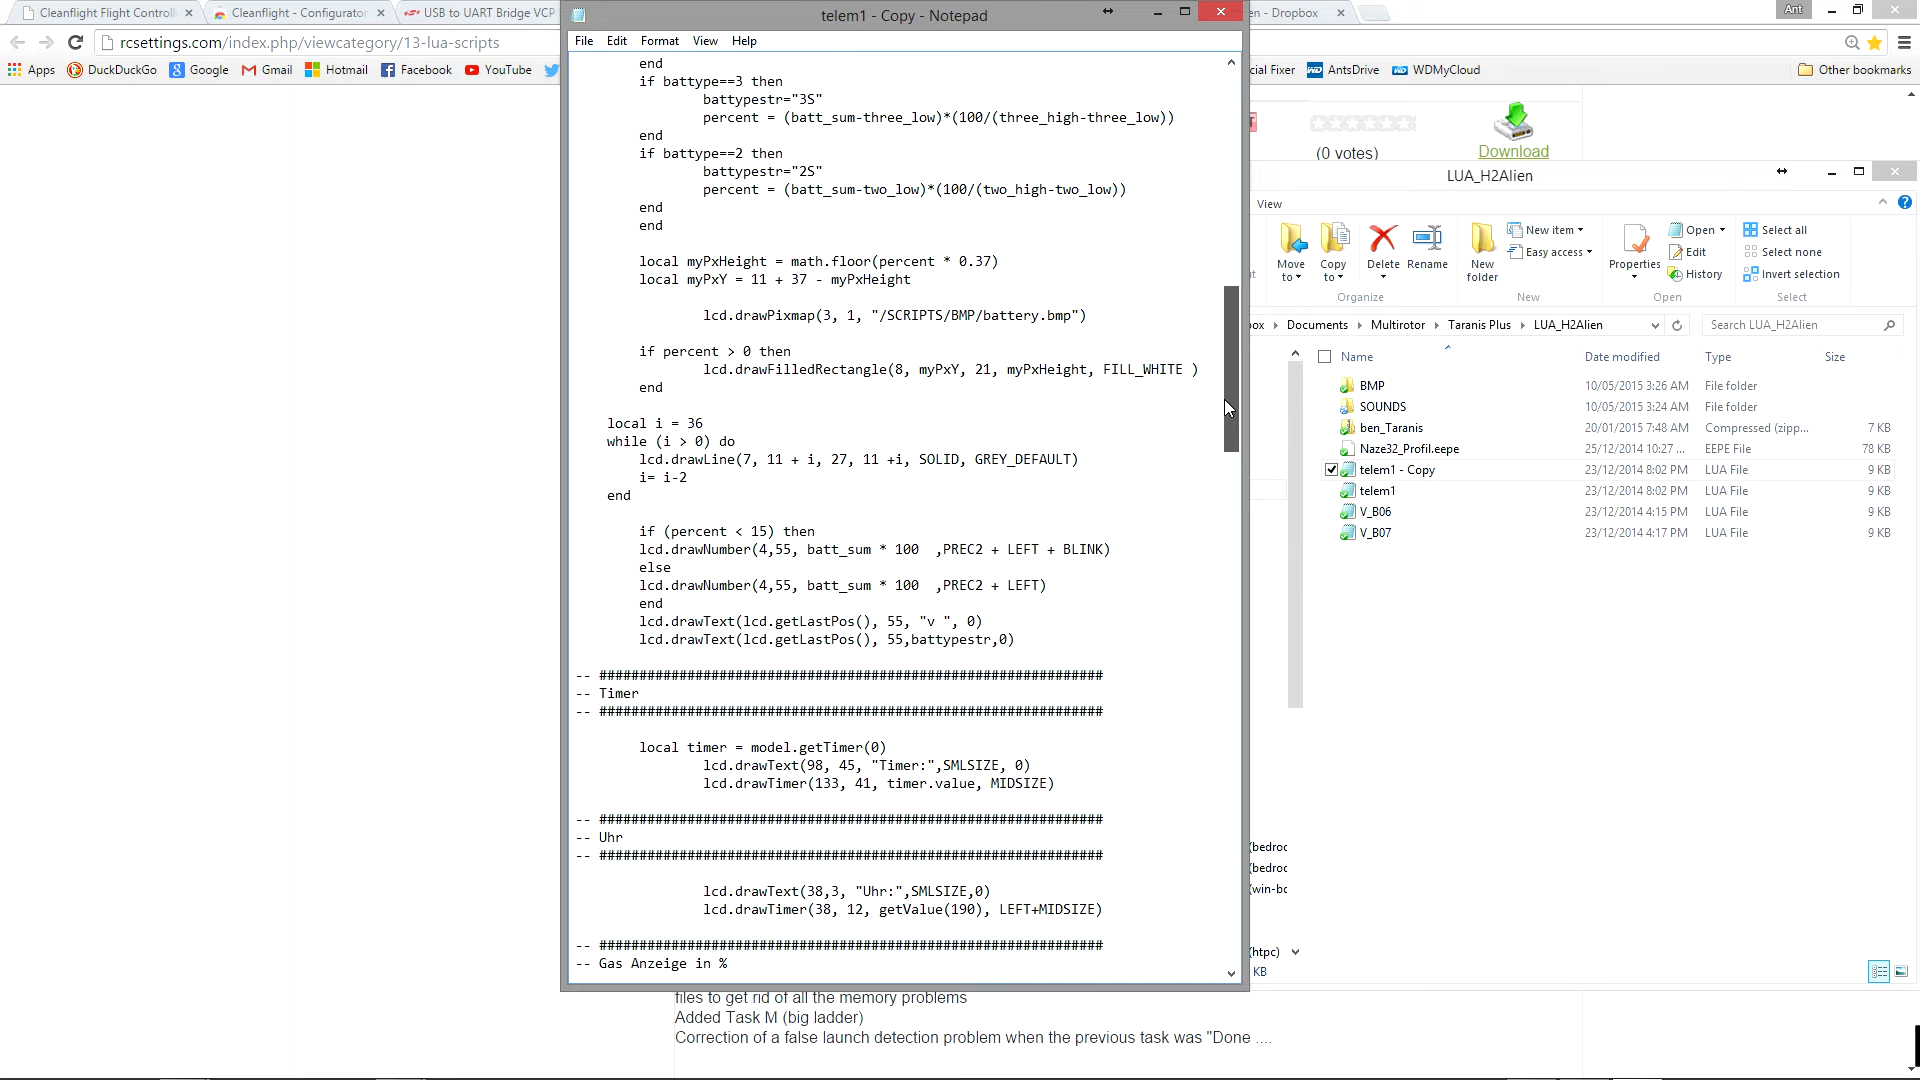 Cleanflight Flight Controll
Cleanflight - Configurator
USB to UART Bridge VCP
telem1 - Copy - Notepad
en - Dropbox
Ant
rcsettings.com/index.php/viewcategory/13-lua-scripts
Apps
DuckDuckGo
Google
Gmail
Hotmail
Facebook
YouTube
cial Fixer
AntsDrive
WDMyCloud
Other bookmarks
File Edit Format View Help
end
if battype==3 then
battypestr="3S"
percent = (batt_sum-three_low)*(100/(three_high-three_low))
end
if battype==2 then
battypestr="2S"
percent = (batt_sum-two_low)*(100/(two_high-two_low))
end
end
local myPxHeight = math.floor(percent * 0.37)
local myPxY = 11 + 37 - myPxHeight
lcd.drawPixmap(3, 1, "/SCRIPTS/BMP/battery.bmp")
if percent > 0 then
lcd.drawFilledRectangle(8, myPxY, 21, myPxHeight, FILL_WHITE )
end
local i = 36
while (i > 0) do
lcd.drawLine(7, 11 + i, 27, 11 +i, SOLID, GREY_DEFAULT)
i= i-2
end
if (percent < 15) then
lcd.drawNumber(4,55, batt_sum * 100  ,PREC2 + LEFT + BLINK)
else
lcd.drawNumber(4,55, batt_sum * 100  ,PREC2 + LEFT)
end
lcd.drawText(lcd.getLastPos(), 55, "v ", 0)
lcd.drawText(lcd.getLastPos(), 55,battypestr,0)
-- ###############################################################
-- Timer
-- ###############################################################
local timer = model.getTimer(0)
lcd.drawText(98, 45, "Timer:",SMLSIZE, 0)
lcd.drawTimer(133, 41, timer.value, MIDSIZE)
-- ###############################################################
-- Uhr
-- ###############################################################
lcd.drawText(38,3, "Uhr:",SMLSIZE,0)
lcd.drawTimer(38, 12, getValue(190), LEFT+MIDSIZE)
-- ###############################################################
-- Gas Anzeige in %
(0 votes)
Download
LUA_H2Alien
View
Move to
Copy to
Delete
Rename
New folder
New item
Easy access
Properties
Open
Edit
History
Select all
Select none
Invert selection
Organize
New
Open
Select
box Documents Multirotor Taranis Plus LUA_H2Alien
Search LUA_H2Alien
Name Date modified Type Size
BMP 10/05/2015 3:26 AM File folder
SOUNDS 10/05/2015 3:24 AM File folder
ben_Taranis 20/01/2015 7:48 AM Compressed (zipp... 7 KB
Naze32_Profil.eepe 25/12/2014 10:27 ... EEPE File 78 KB
telem1 - Copy 23/12/2014 8:02 PM LUA File 9 KB
telem1 23/12/2014 8:02 PM LUA File 9 KB
V_B06 23/12/2014 4:15 PM LUA File 9 KB
V_B07 23/12/2014 4:17 PM LUA File 9 KB
(bedroc
(bedroc
(win-bc
(htpc)
KB
files to get rid of all the memory problems
Added Task M (big ladder)
Correction of a false launch detection problem when the previous task was "Done ....